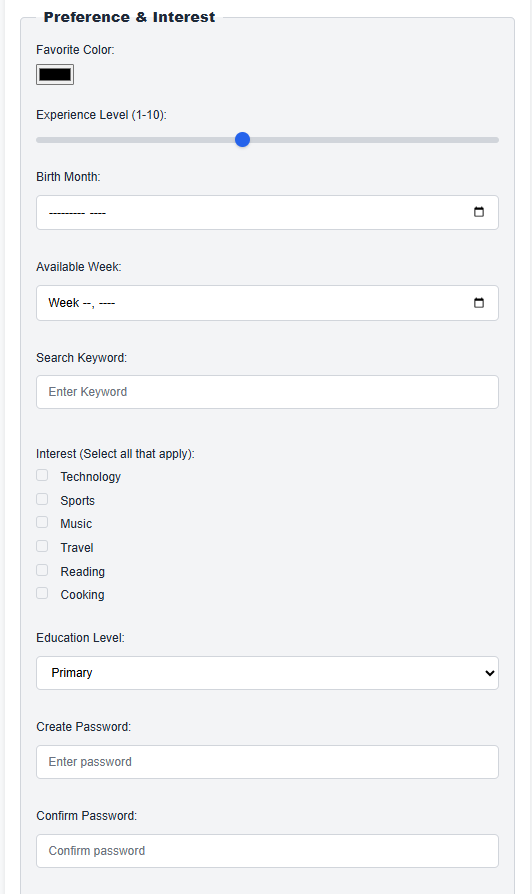 Preference & Interest
Favorite Color:
Experience Level (1-10):
Birth Month:
--------- ----
Available Week:
Week --, ----
Search Keyword:
Enter Keyword
Interest (Select all that apply):
Technology
Sports
Music
Travel
Reading
Cooking
Education Level:
Primary
Create Password:
Enter password
Confirm Password:
Confirm password